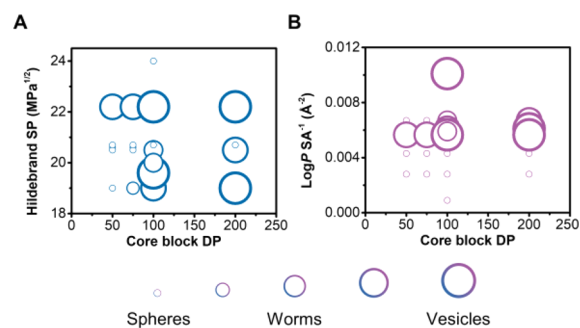 A
B
Hildebrand SP (MPa1/2)
24
22
20
18
0 50 100 150 200 250
Core block DP
LogP SA-1 (Å-2)
0.012
0.008
0.004
0.000
0 50 100 150 200 250
Core block DP
Spheres Worms Vesicles